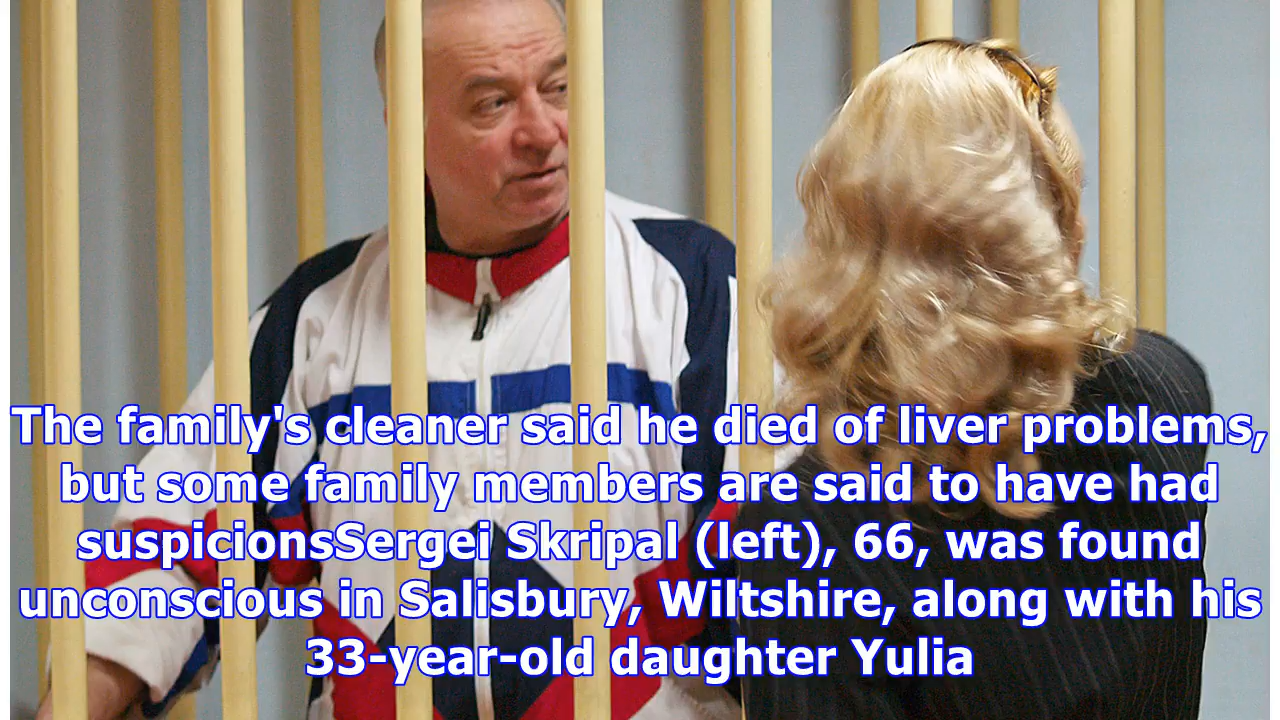 The family's cleaner said he died of liver problems,
but some family members are said to have had
suspicionsSergei Skripal (left), 66, was found
unconscious in Salisbury, Wiltshire, along with his
33-year-old daughter Yulia